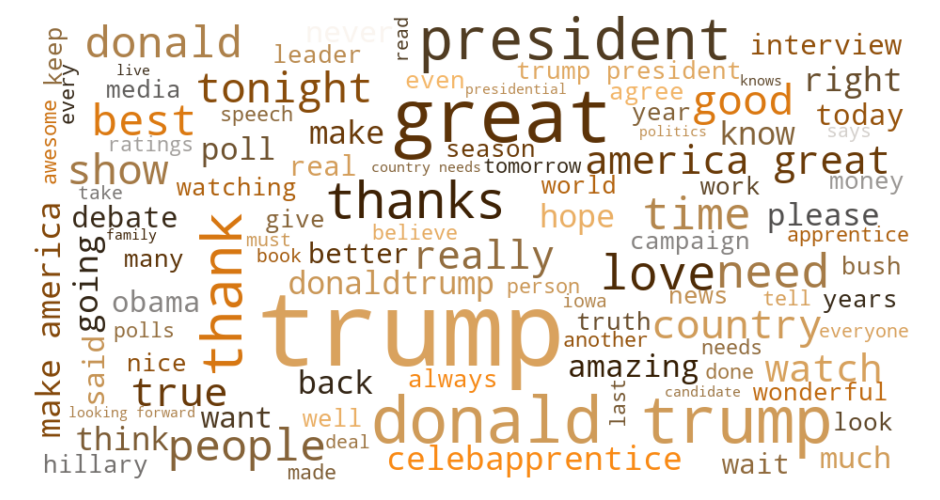 never
read
president
donald
leader
interview
keep
live
media
tonight
even
trump president
knows
right
every
presidential
agree
good
awesome
best
speech
great
year
today
ratings
poll
make
season
politics
know
says
show
real
country needs
tomorrow
america great
take
watching
thanks
world
work
money
debate
give
hope
time
please
family
must
believe
campaign
apprentice
many
book
better
really
love
need
bush
going
thank
donaldtrump
person
iowa
news
tell
years
obama
make america
trump
truth
country
everyone
polls
another
needs
said
nice
back
always
amazing
done
watch
true
last
candidate
wonderful
looking forward
want
well
donald trump
look
think
people
deal
celebapprentice
wait
much
hillary
made